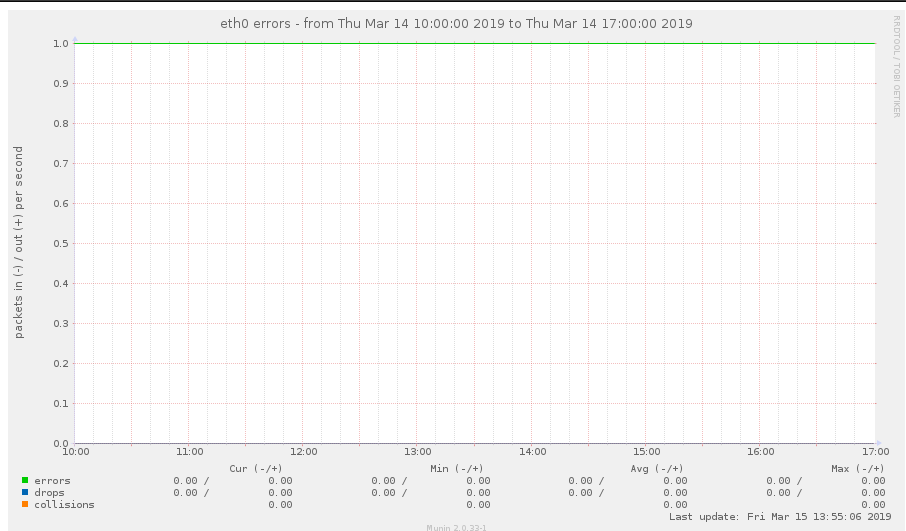 eth0 errors - from Thu Mar 14 10:00:00 2019 to Thu Mar 14 17:00:00 2019
RRDTOOL / TOBI OETIKER
packets in (-) / out (+) per second
1.0
0.9
0.8
0.7
0.6
0.5
0.4
0.3
0.2
0.1
0.0
10:00 11:00 12:00 13:00 14:00 15:00 16:00 17:00
Cur (-/+) Min (-/+) Avg (-/+) Max (-/+)
errors 0.00 / 0.00 0.00 / 0.00 0.00 / 0.00 0.00 / 0.00
drops 0.00 / 0.00 0.00 / 0.00 0.00 / 0.00 0.00 / 0.00
collisions 0.00 0.00 0.00 0.00
Last update: Fri Mar 15 13:55:06 2019
Munin 2.0.33-1